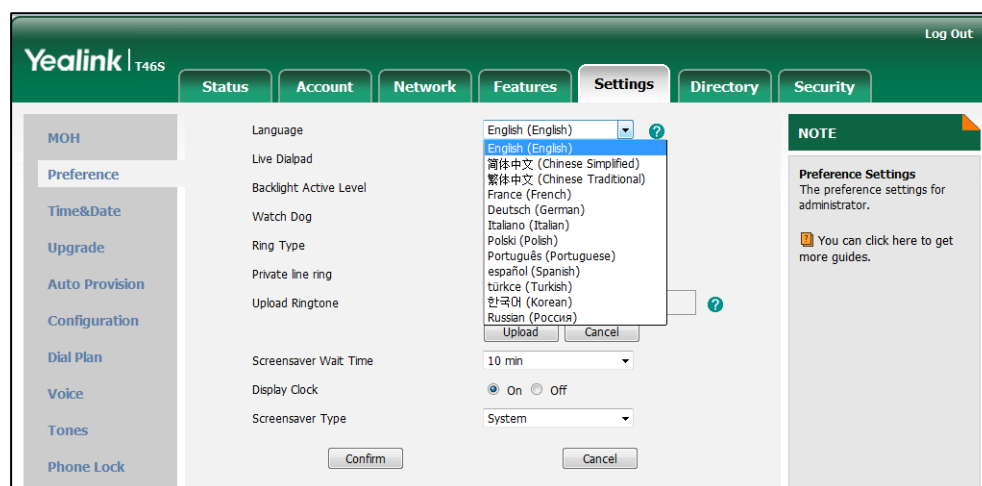 Log Out
Yealink | T46S
Status Account Network Features Settings Directory Security
MOH
Preference
Time&Date
Upgrade
Auto Provision
Configuration
Dial Plan
Voice
Tones
Phone Lock
Language English (English)
English (English)
简体中文 (Chinese Simplified)
繁体中文 (Chinese Traditional)
France (French)
Deutsch (German)
Italiano (Italian)
Polski (Polish)
Português (Portuguese)
español (Spanish)
türkce (Turkish)
한국어 (Korean)
Russian (Россия)
Live Dialpad
Backlight Active Level
Watch Dog
Ring Type
Private line ring
Upload Ringtone
Upload Cancel
Screensaver Wait Time 10 min
Display Clock On Off
Screensaver Type System
Confirm Cancel
NOTE
Preference Settings
The preference settings for
administrator.
You can click here to get
more guides.